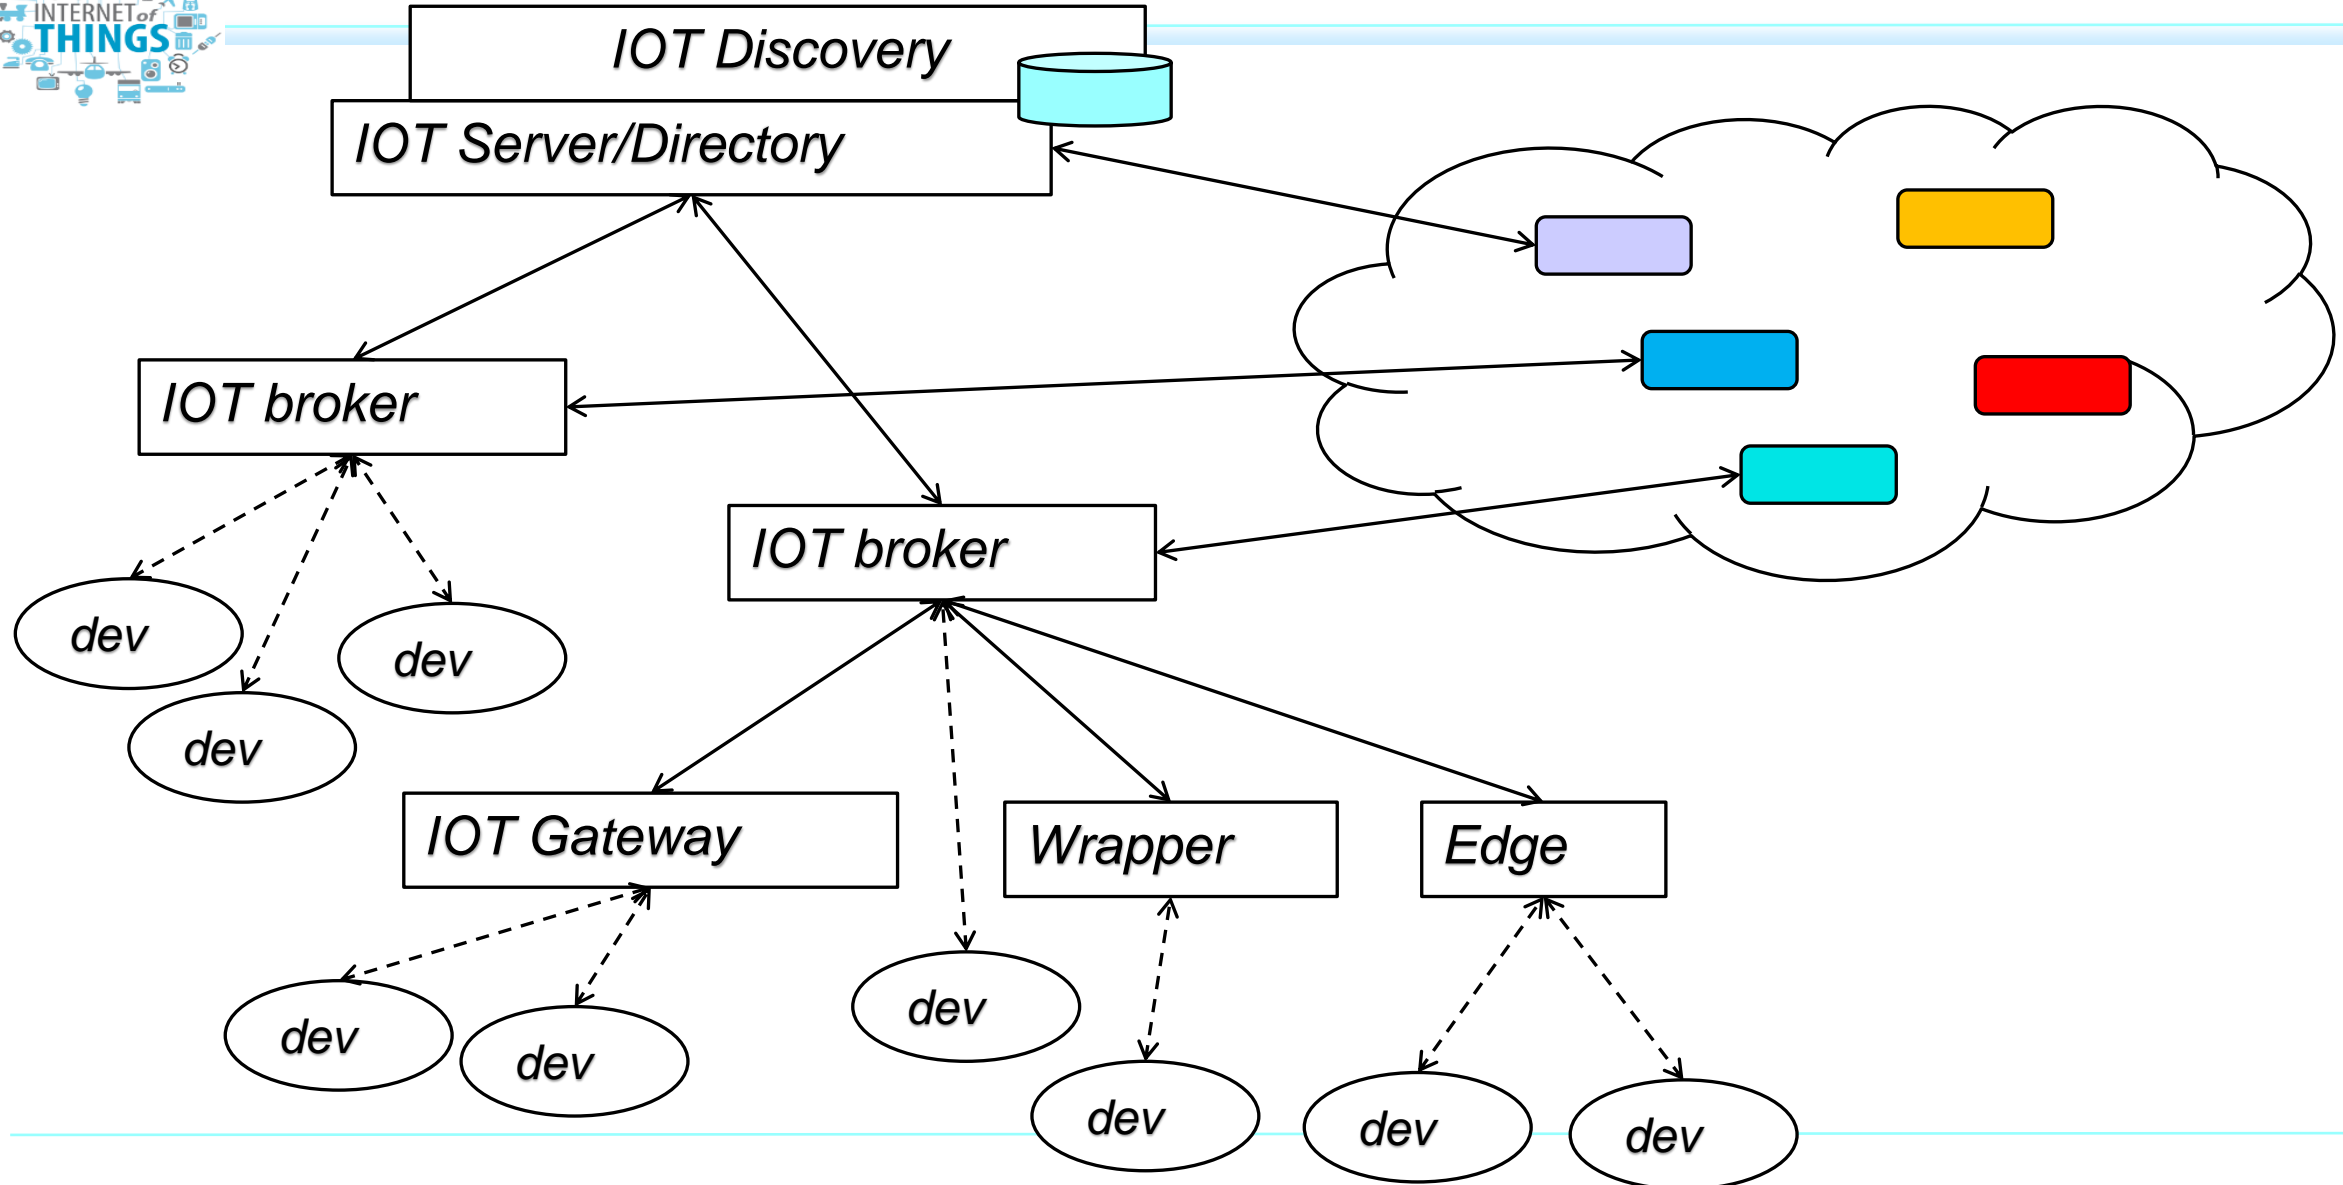 INTERNET of
THINGS
IOT Discovery
IOT Server/Directory
IOT broker
IOT broker
dev
dev
dev
IOT Gateway
Wrapper
Edge
dev
dev
dev
dev
dev
dev